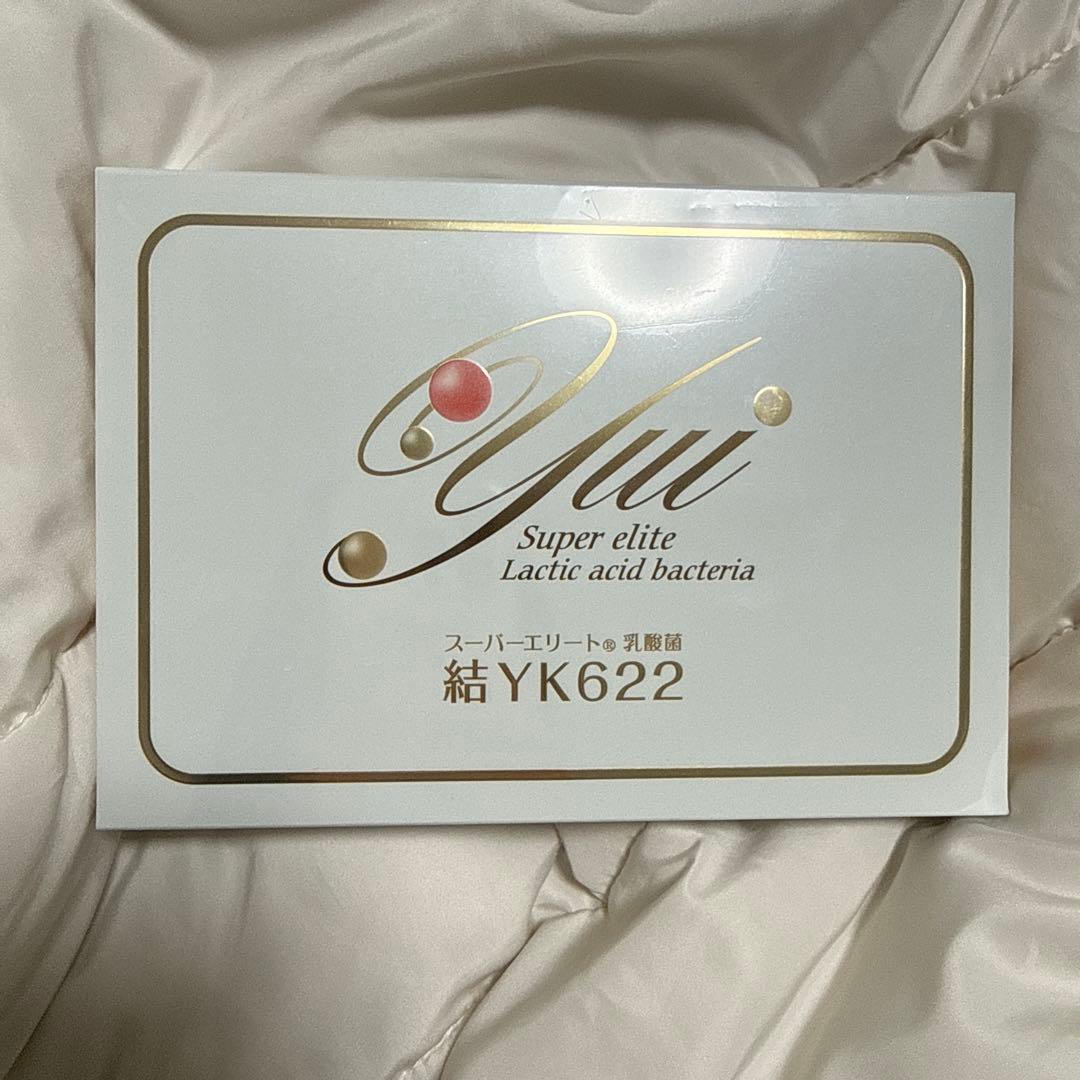 yui
Super elite
Lactic acid bacteria
スーパーエリート® 乳酸菌
結 YK622